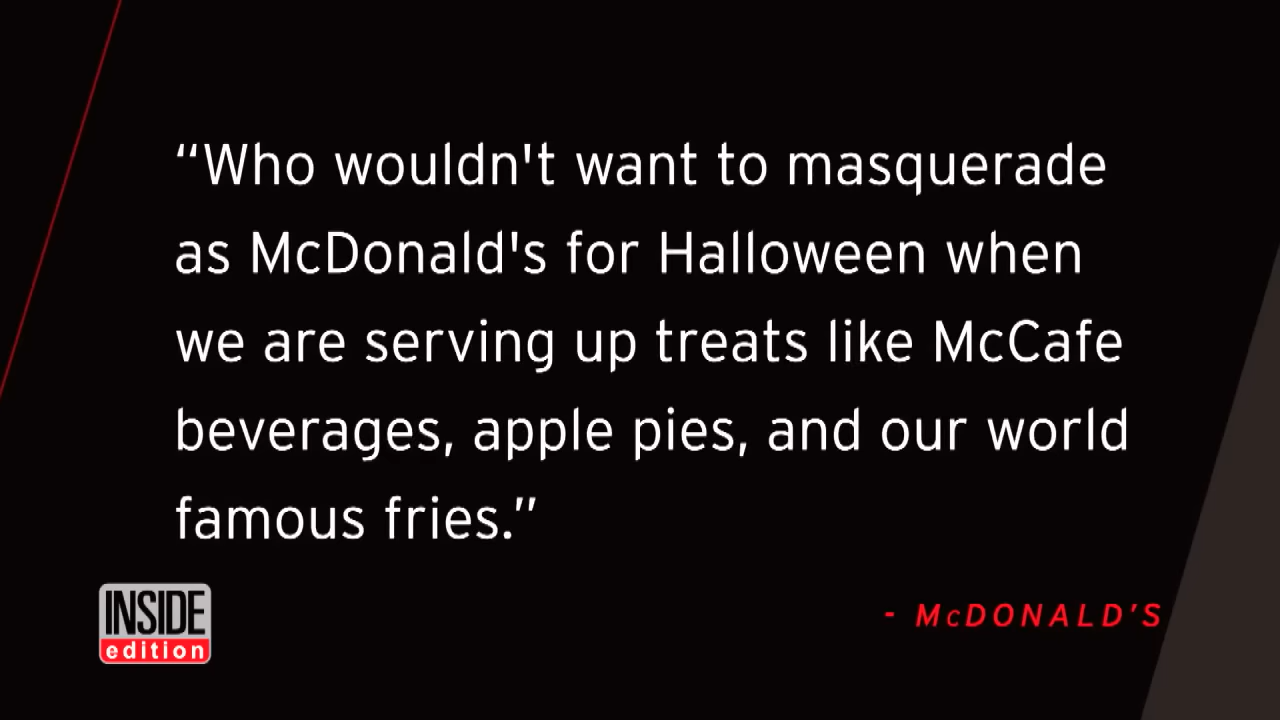 “Who wouldn't want to masquerade
as McDonald's for Halloween when
we are serving up treats like McCafe
beverages, apple pies, and our world
famous fries.”
- McDONALD'S
INSIDE
edition